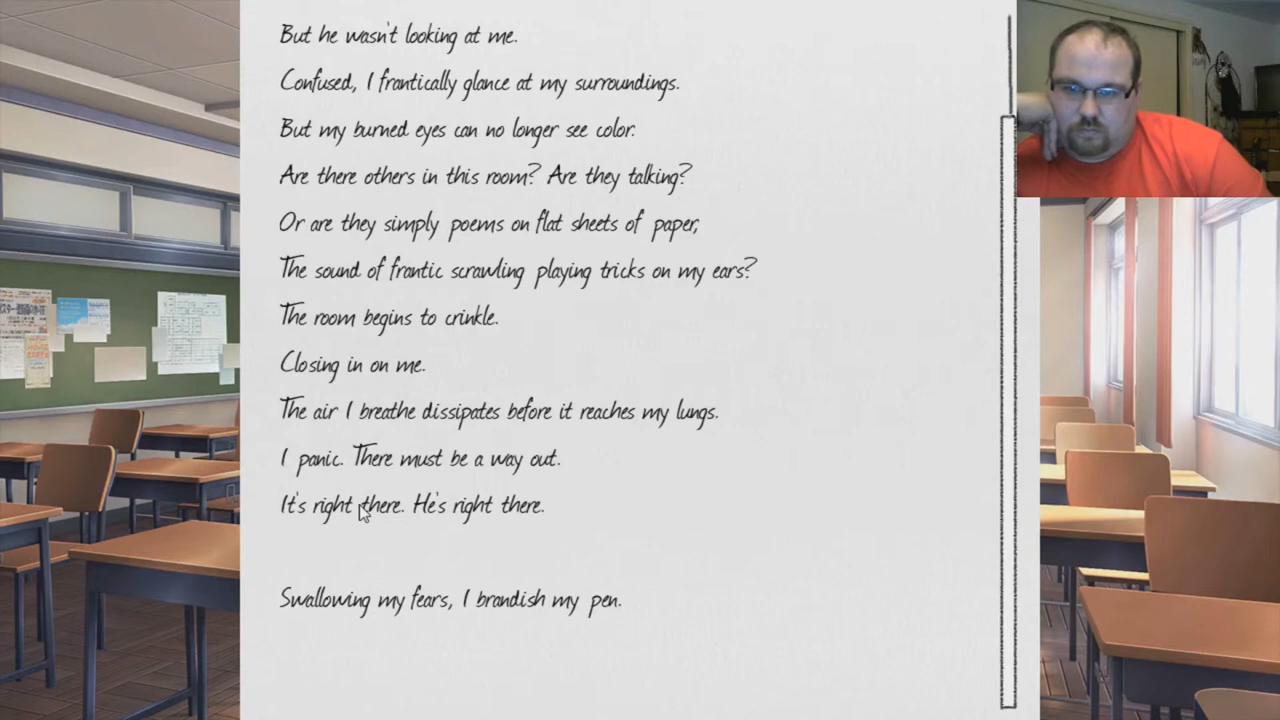 But he wasn't looking at me.
Confused, I frantically glance at my surroundings.
But my burned eyes can no longer see color.
Are there others in this room? Are they talking?
Or are they simply poems on flat sheets of paper,
The sound of frantic scrawling playing tricks on my ears?
The room begins to crinkle.
Closing in on me.
The air I breathe dissipates before it reaches my lungs.
I panic. There must be a way out.
It's right there. He's right there.
Swallowing my fears, I brandish my pen.